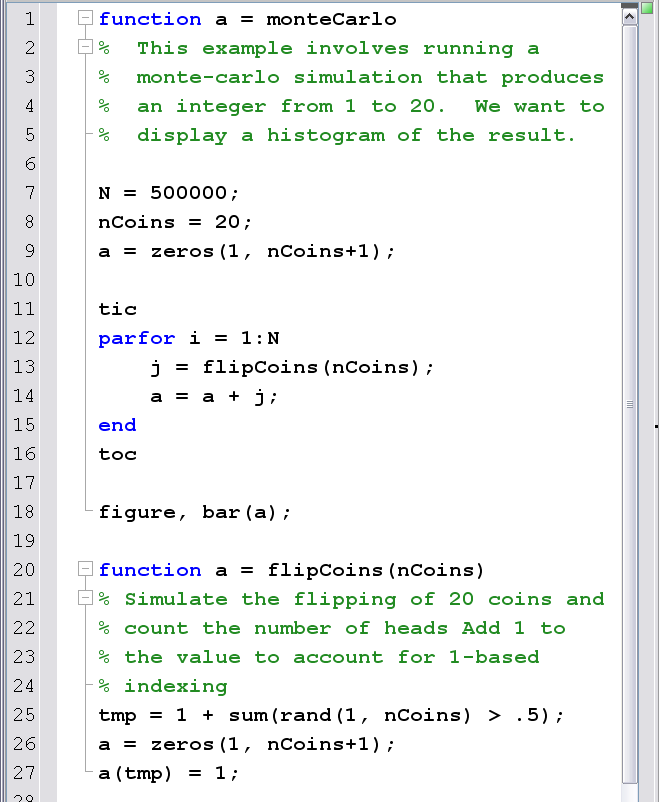 1 function a = monteCarlo
2 %  This example involves running a
3 %  monte-carlo simulation that produces
4 %  an integer from 1 to 20.  We want to
5 %  display a histogram of the result.
6
7 N = 500000;
8 nCoins = 20;
9 a = zeros(1, nCoins+1);
10
11 tic
12 parfor i = 1:N
13     j = flipCoins(nCoins);
14     a = a + j;
15 end
16 toc
17
18 figure, bar(a);
19
20 function a = flipCoins(nCoins)
21 % Simulate the flipping of 20 coins and
22 % count the number of heads Add 1 to
23 % the value to account for 1-based
24 % indexing
25 tmp = 1 + sum(rand(1, nCoins) > .5);
26 a = zeros(1, nCoins+1);
27 a(tmp) = 1;
28